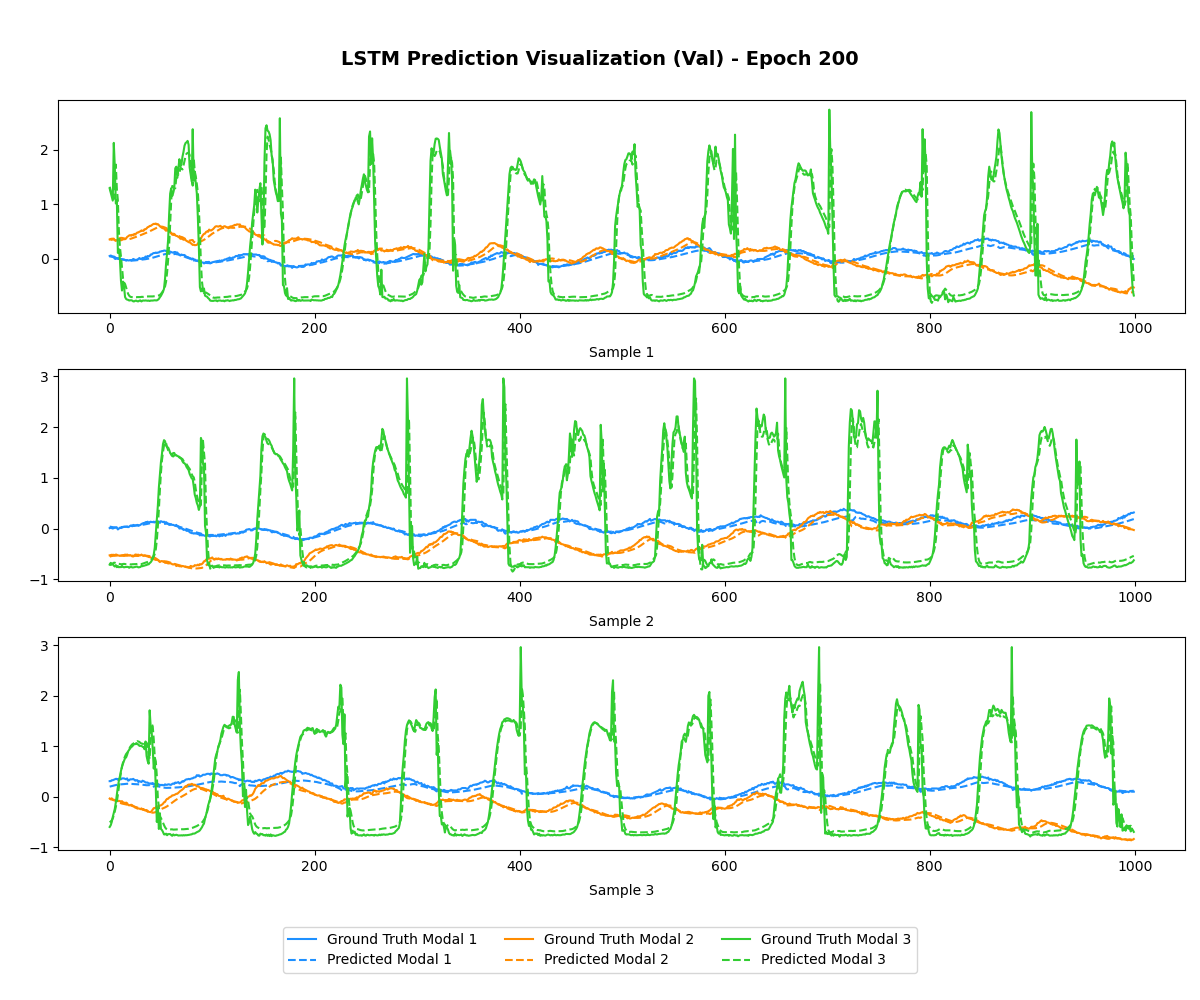 LSTM Prediction Visualization (Val) - Epoch 200
2
1
0
0 200 400 600 800 1000
Sample 1
3
2
1
0
−1
0 200 400 600 800 1000
Sample 2
3
2
1
0
−1
0 200 400 600 800 1000
Sample 3
Ground Truth Modal 1 Ground Truth Modal 2 Ground Truth Modal 3
Predicted Modal 1 Predicted Modal 2 Predicted Modal 3